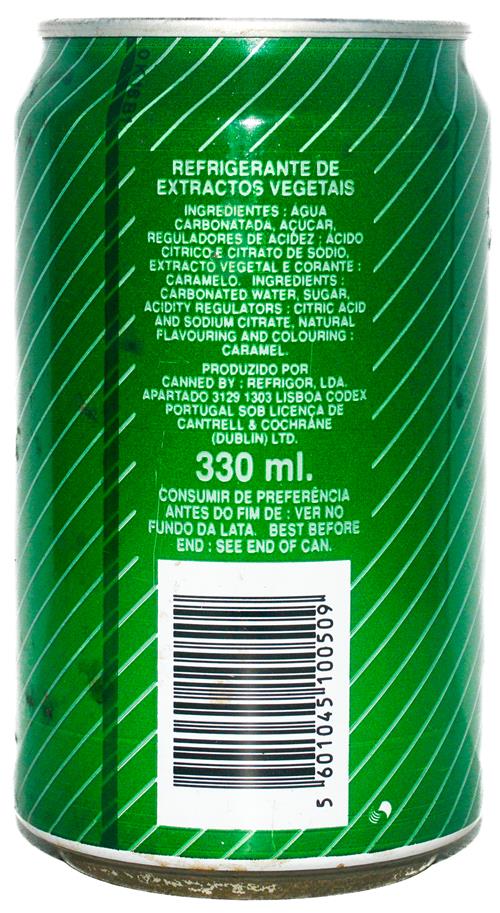 REFRIGERANTE DE
EXTRACTOS VEGETAIS
INGREDIENTES : ÁGUA
CARBONATADA, AÇUCAR,
REGULADORES DE ACIDEZ : ÁCIDO
CÍTRICO E CITRATO DE SÓDIO,
EXTRACTO VEGETAL E CORANTE :
CARAMELO. INGREDIENTS :
CARBONATED WATER, SUGAR,
ACIDITY REGULATORS : CITRIC ACID
AND SODIUM CITRATE, NATURAL
FLAVOURING AND COLOURING :
CARAMEL.
PRODUZIDO POR
CANNED BY : REFRIGOR, LDA.
APARTADO 3129 1303 LISBOA CODEX
PORTUGAL SOB LICENÇA DE
CANTRELL & COCHRANE
(DUBLIN) LTD.
330 ml.
CONSUMIR DE PREFERÊNCIA
ANTES DO FIM DE : VER NO
FUNDO DA LATA. BEST BEFORE
END : SEE END OF CAN.
5 601045 100509